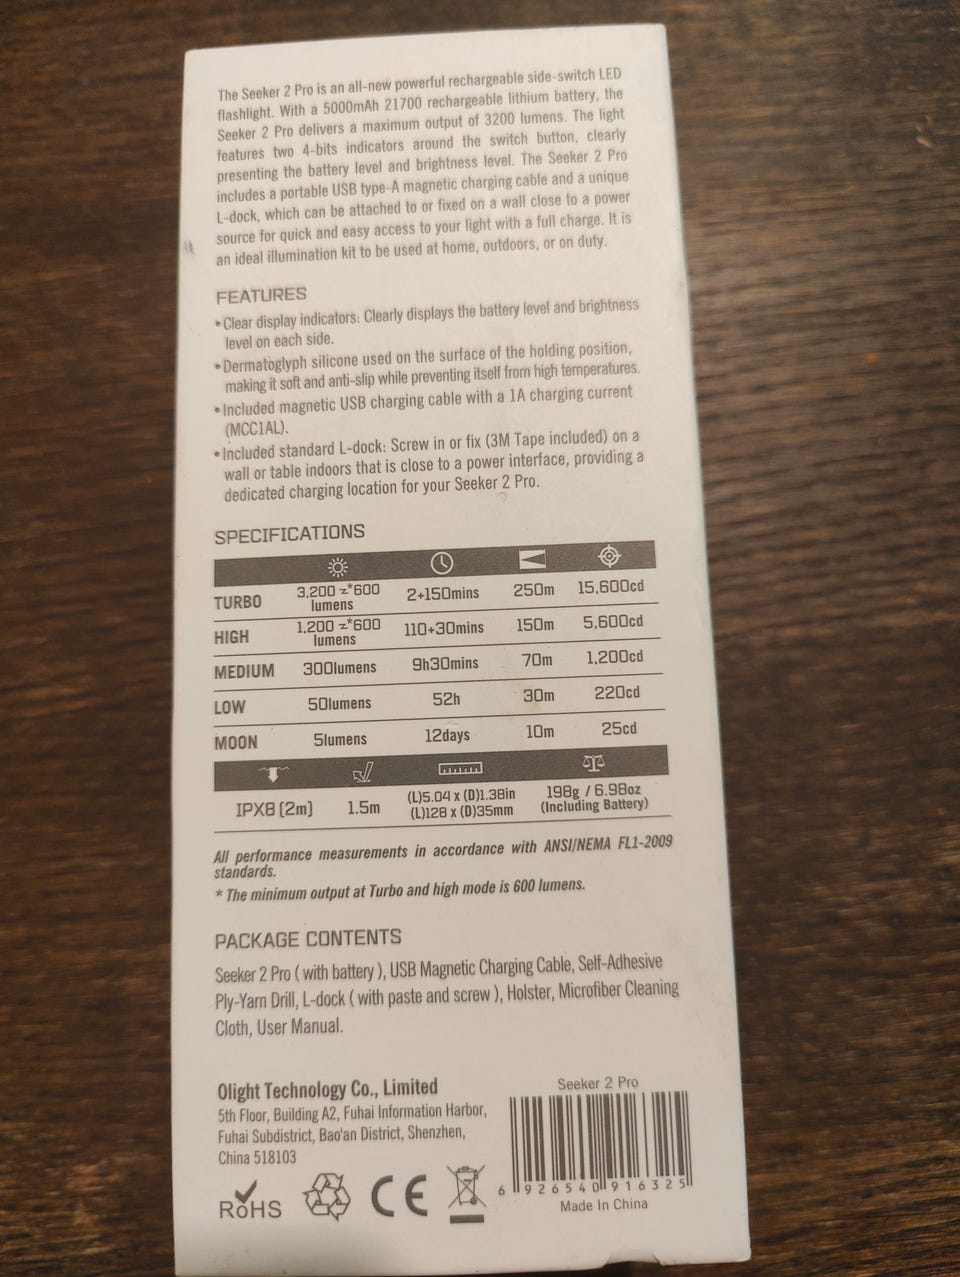 The Seeker 2 Pro is an all-new powerful rechargeable side-switch LED
flashlight. With a 5000mAh 21700 rechargeable lithium battery, the
Seeker 2 Pro delivers a maximum output of 3200 lumens. The light
features two 4-bits indicators around the switch button, clearly
presenting the battery level and brightness level. The Seeker 2 Pro
includes a portable USB type-A magnetic charging cable and a unique
L-dock, which can be attached to or fixed on a wall close to a power
source for quick and easy access to your light with a full charge. It is
an ideal illumination kit to be used at home, outdoors, or on duty.
FEATURES
• Clear display indicators: Clearly displays the battery level and brightness
level on each side.
• Dermatoglyph silicone used on the surface of the holding position,
making it soft and anti-slip while preventing itself from high temperatures.
• Included magnetic USB charging cable with a 1A charging current
(MCC1AL).
• Included standard L-dock: Screw in or fix (3M Tape included) on a
wall or table indoors that is close to a power interface, providing a
dedicated charging location for your Seeker 2 Pro.
SPECIFICATIONS
TURBO 3,200 ~*600 lumens 2+150mins 250m 15,600cd
HIGH 1,200 ~*600 lumens 110+30mins 150m 5,600cd
MEDIUM 300lumens 9h30mins 70m 1,200cd
LOW 50lumens 52h 30m 220cd
MOON 5lumens 12days 10m 25cd
IPX8 (2m) 1.5m (L)5.04 x (D)1.38in 198g / 6.98oz
(L)128 x (D)35mm (Including Battery)
All performance measurements in accordance with ANSI/NEMA FL1-2009
standards.
* The minimum output at Turbo and high mode is 600 lumens.
PACKAGE CONTENTS
Seeker 2 Pro ( with battery ), USB Magnetic Charging Cable, Self-Adhesive
Ply-Yarn Drill, L-dock ( with paste and screw ), Holster, Microfiber Cleaning
Cloth, User Manual.
Olight Technology Co., Limited
5th Floor, Building A2, Fuhai Information Harbor,
Fuhai Subdistrict, Bao'an District, Shenzhen,
China 518103
RoHS CE
Seeker 2 Pro
6 926540 916325
Made In China